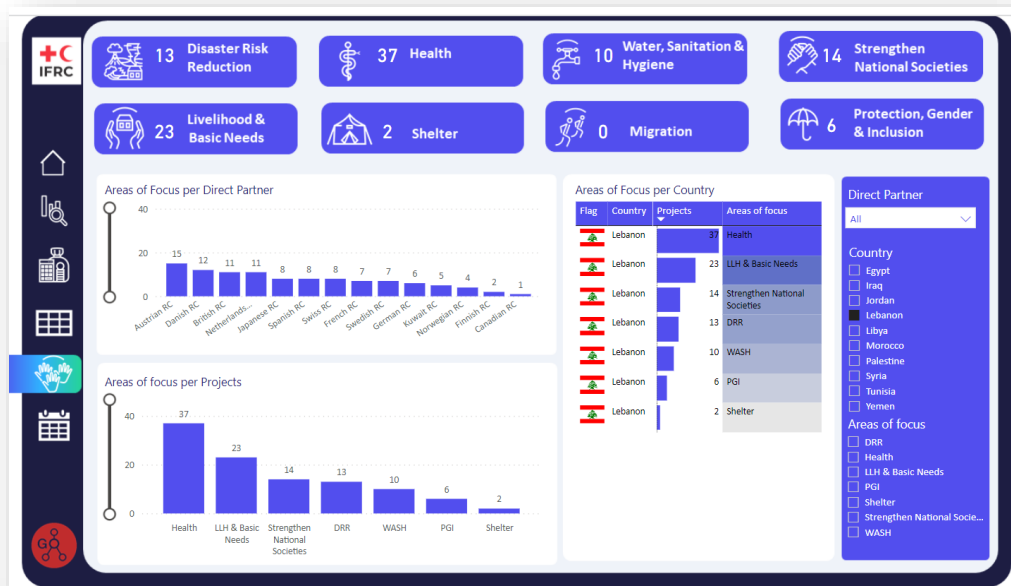 IFRC
13 Disaster Risk
Reduction
37 Health
10 Water, Sanitation &
Hygiene
14 Strengthen
National Societies
23 Livelihood &
Basic Needs
2 Shelter
0 Migration
6 Protection, Gender
& Inclusion
Areas of Focus per Direct Partner
40
20
0
15
12
11
11
8
8
8
7
7
6
5
4
2
1
Austrian RC
Danish RC
British RC
Netherlands...
Japanese RC
Spanish RC
Swiss RC
French RC
Swedish RC
German RC
Kuwait RC
Norwegian RC
Finnish RC
Canadian RC
Areas of focus per Projects
40
20
0
37
23
14
13
10
6
2
Health
LLH & Basic
Needs
Strengthen
National
Societies
DRR
WASH
PGI
Shelter
Areas of Focus per Country
Flag Country Projects Areas of focus
Lebanon 37 Health
Lebanon 23 LLH & Basic Needs
Lebanon 14 Strengthen National
Societies
Lebanon 13 DRR
Lebanon 10 WASH
Lebanon 6 PGI
Lebanon 2 Shelter
Direct Partner
All
Country
Egypt
Iraq
Jordan
Lebanon
Libya
Morocco
Palestine
Syria
Tunisia
Yemen
Areas of focus
DRR
Health
LLH & Basic Needs
PGI
Shelter
Strengthen National Socie...
WASH
GO